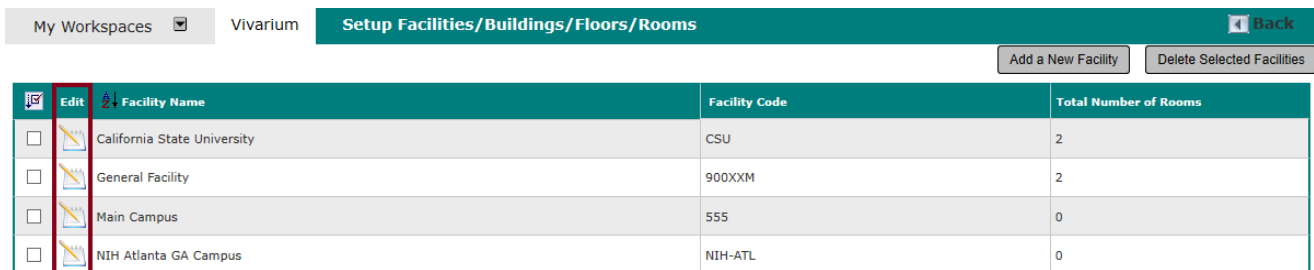 My Workspaces Vivarium Setup Facilities/Buildings/Floors/Rooms Back
Add a New Facility Delete Selected Facilities
Edit Facility Name Facility Code Total Number of Rooms
California State University CSU 2
General Facility 900XXM 2
Main Campus 555 0
NIH Atlanta GA Campus NIH-ATL 0